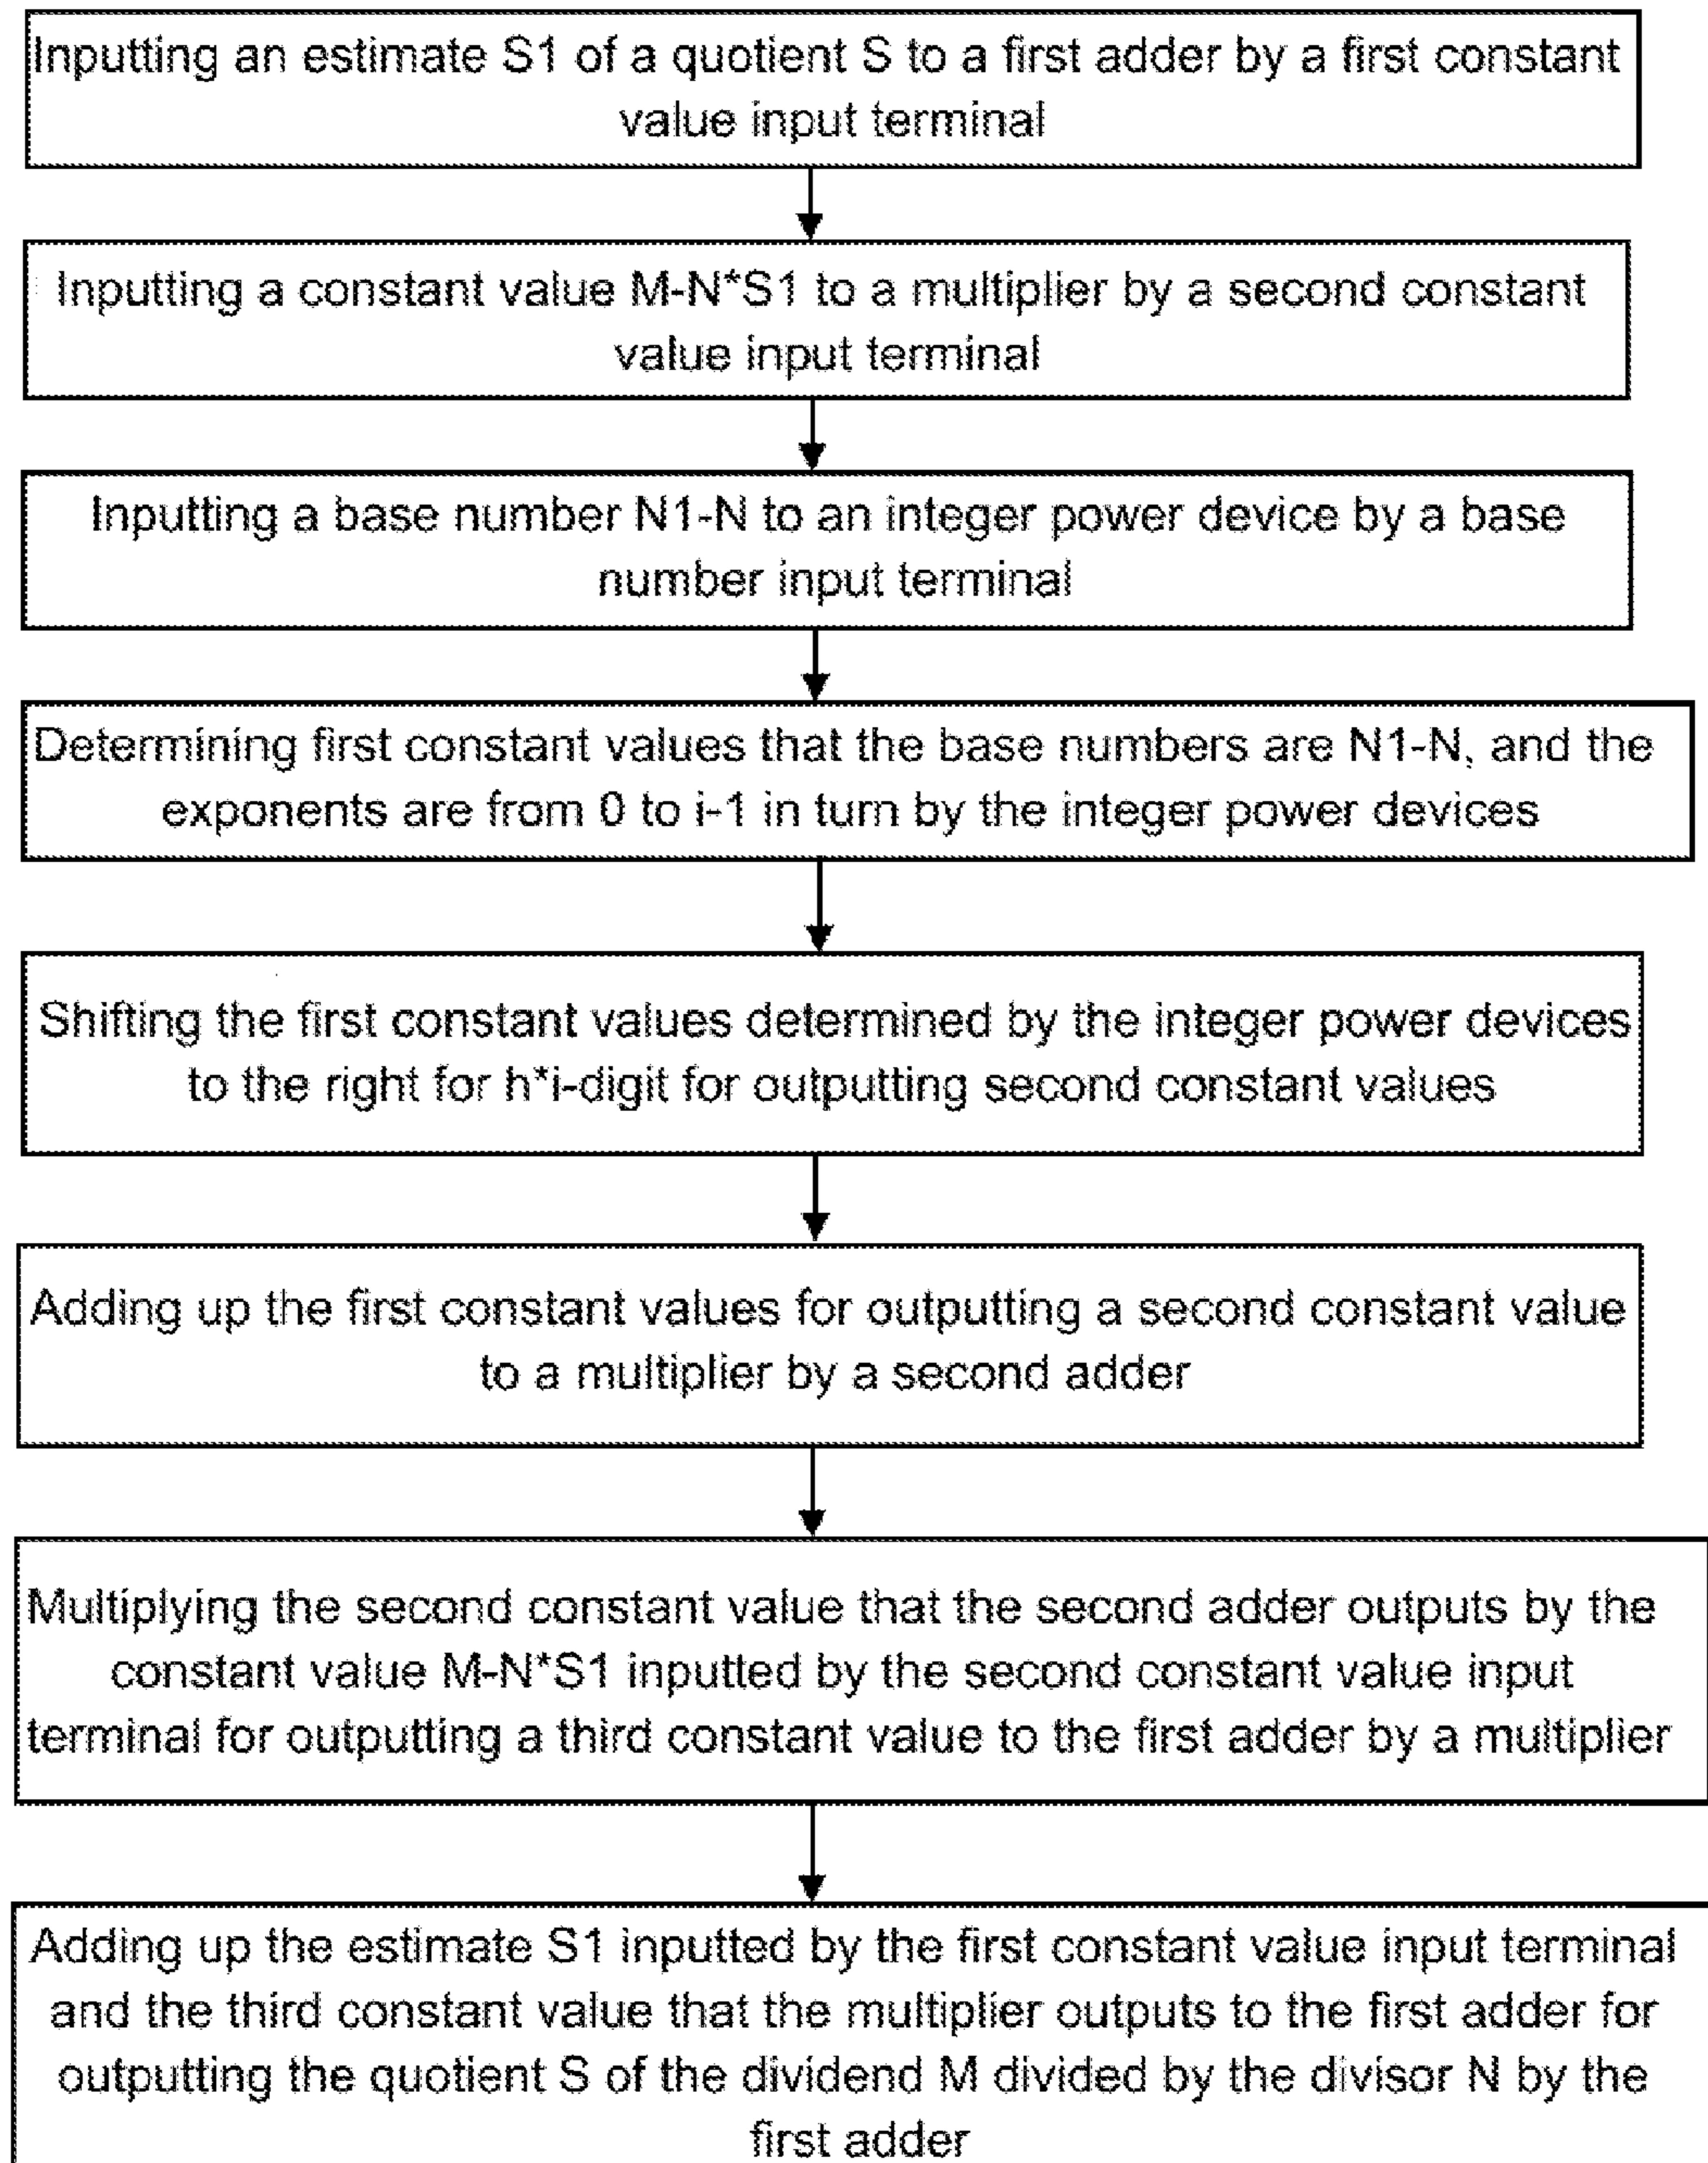 Inputting an estimate S1 of a quotient S to a first adder by a first constant
value input terminal
Inputting a constant value M-N*S1 to a multiplier by a second constant
value input terminal
Inputting a base number N1-N to an integer power device by a base
number input terminal
Determining first constant values that the base numbers are N1-N, and the
exponents are from 0 to i-1 in turn by the integer power devices
Shifting the first constant values determined by the integer power devices
to the right for h*i-digit for outputting second constant values
Adding up the first constant values for outputting a second constant value
to a multiplier by a second adder
Multiplying the second constant value that the second adder outputs by the
constant value M-N*S1 inputted by the second constant value input
terminal for outputting a third constant value to the first adder by a multiplier
Adding up the estimate S1 inputted by the first constant value input terminal
and the third constant value that the multiplier outputs to the first adder for
outputting the quotient S of the dividend M divided by the divisor N by the
first adder